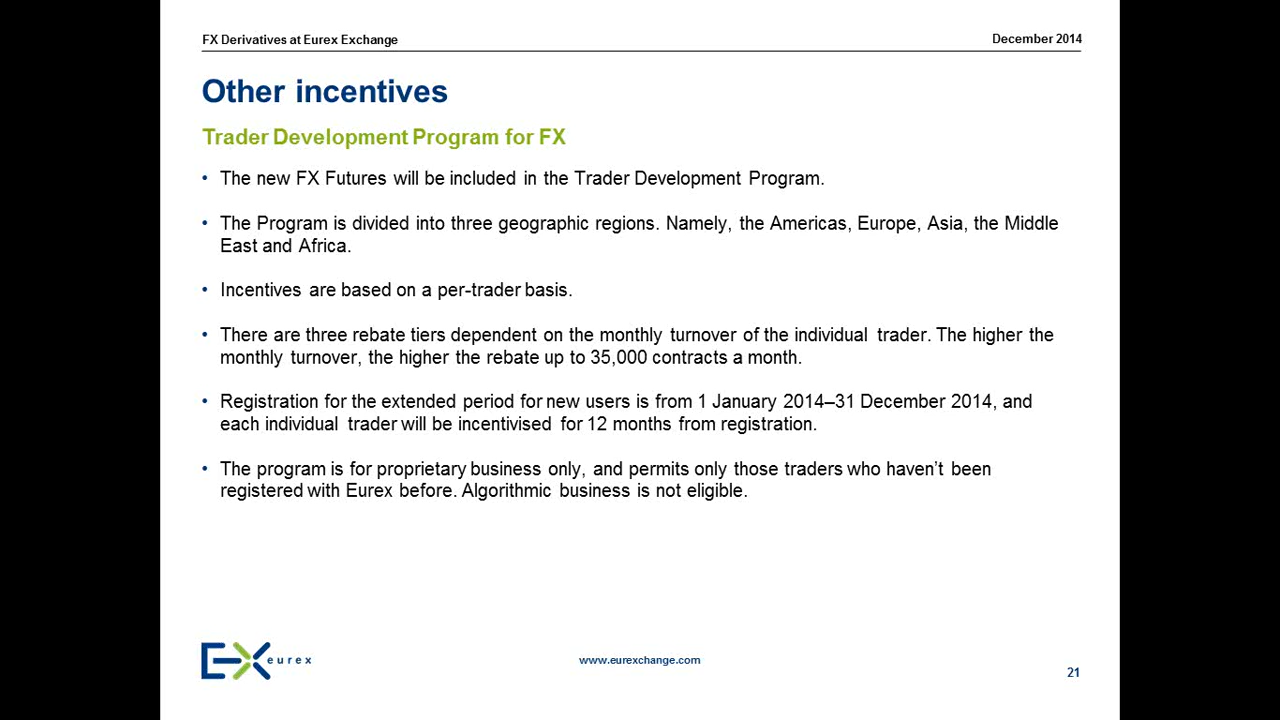 FX Derivatives at Eurex Exchange
December 2014
Other incentives
Trader Development Program for FX
• The new FX Futures will be included in the Trader Development Program.
• The Program is divided into three geographic regions. Namely, the Americas, Europe, Asia, the Middle
East and Africa.
• Incentives are based on a per-trader basis.
• There are three rebate tiers dependent on the monthly turnover of the individual trader. The higher the
monthly turnover, the higher the rebate up to 35,000 contracts a month.
• Registration for the extended period for new users is from 1 January 2014–31 December 2014, and
each individual trader will be incentivised for 12 months from registration.
• The program is for proprietary business only, and permits only those traders who haven’t been
registered with Eurex before. Algorithmic business is not eligible.
EX eurex
www.eurexchange.com
21